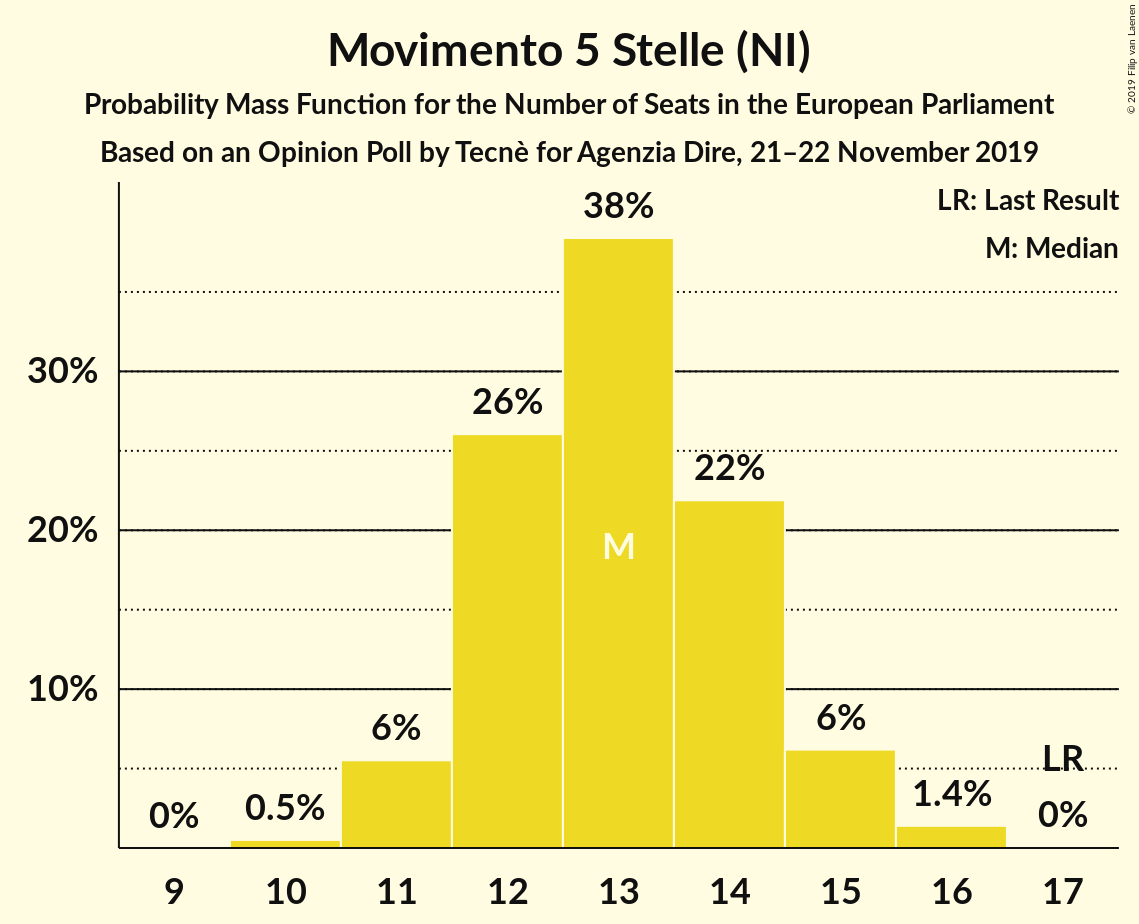 Movimento 5 Stelle (NI)
Probability Mass Function for the Number of Seats in the European Parliament
Based on an Opinion Poll by Tecnè for Agenzia Dire, 21–22 November 2019
© 2019 Filip van Laenen
LR: Last Result
M: Median
38%
30%
26%
22%
20%
M
10%
6%
6%
LR
0%
0.5%
1.4%
0%
9 10 11 12 13 14 15 16 17